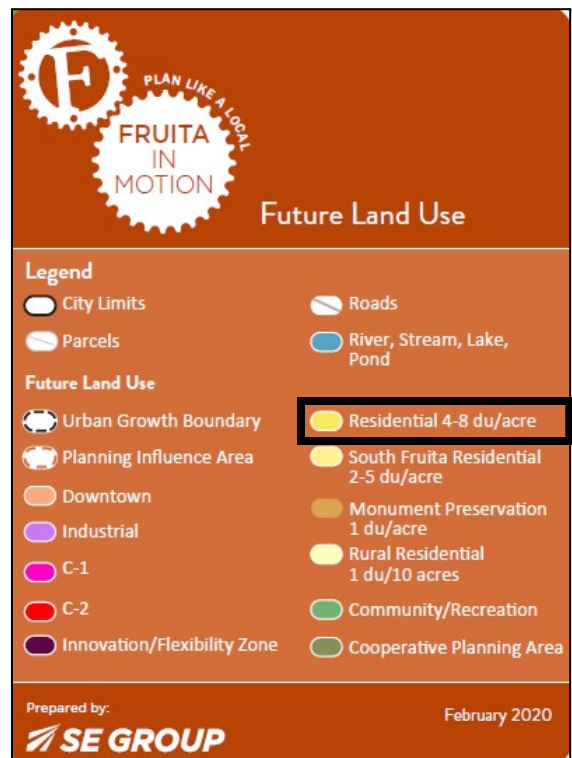 F
PLAN LIKE A LOCAL
FRUITA
IN
MOTION
Future Land Use
Legend
City Limits
Parcels
Roads
River, Stream, Lake,
Pond
Future Land Use
Urban Growth Boundary
Planning Influence Area
Downtown
Industrial
C-1
C-2
Innovation/Flexibility Zone
Residential 4-8 du/acre
South Fruita Residential
2-5 du/acre
Monument Preservation
1 du/acre
Rural Residential
1 du/10 acres
Community/Recreation
Cooperative Planning Area
Prepared by:
SE GROUP
February 2020